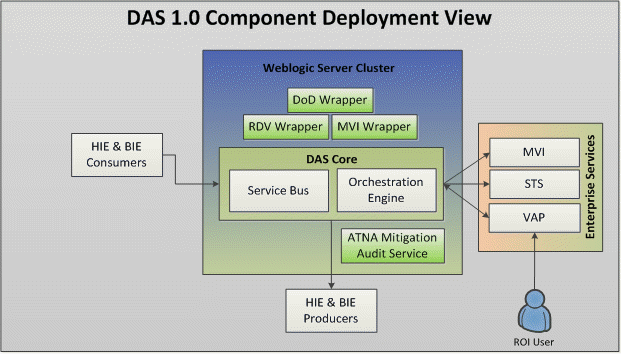 DAS 1.0 Component Deployment View
Weblogic Server Cluster
DoD Wrapper
RDV Wrapper
MVI Wrapper
HIE & BIE
Consumers
DAS Core
Service Bus
Orchestration
Engine
ATNA Mitigation
Audit Service
HIE & BIE
Producers
MVI
STS
VAP
Enterprise Services
ROI User